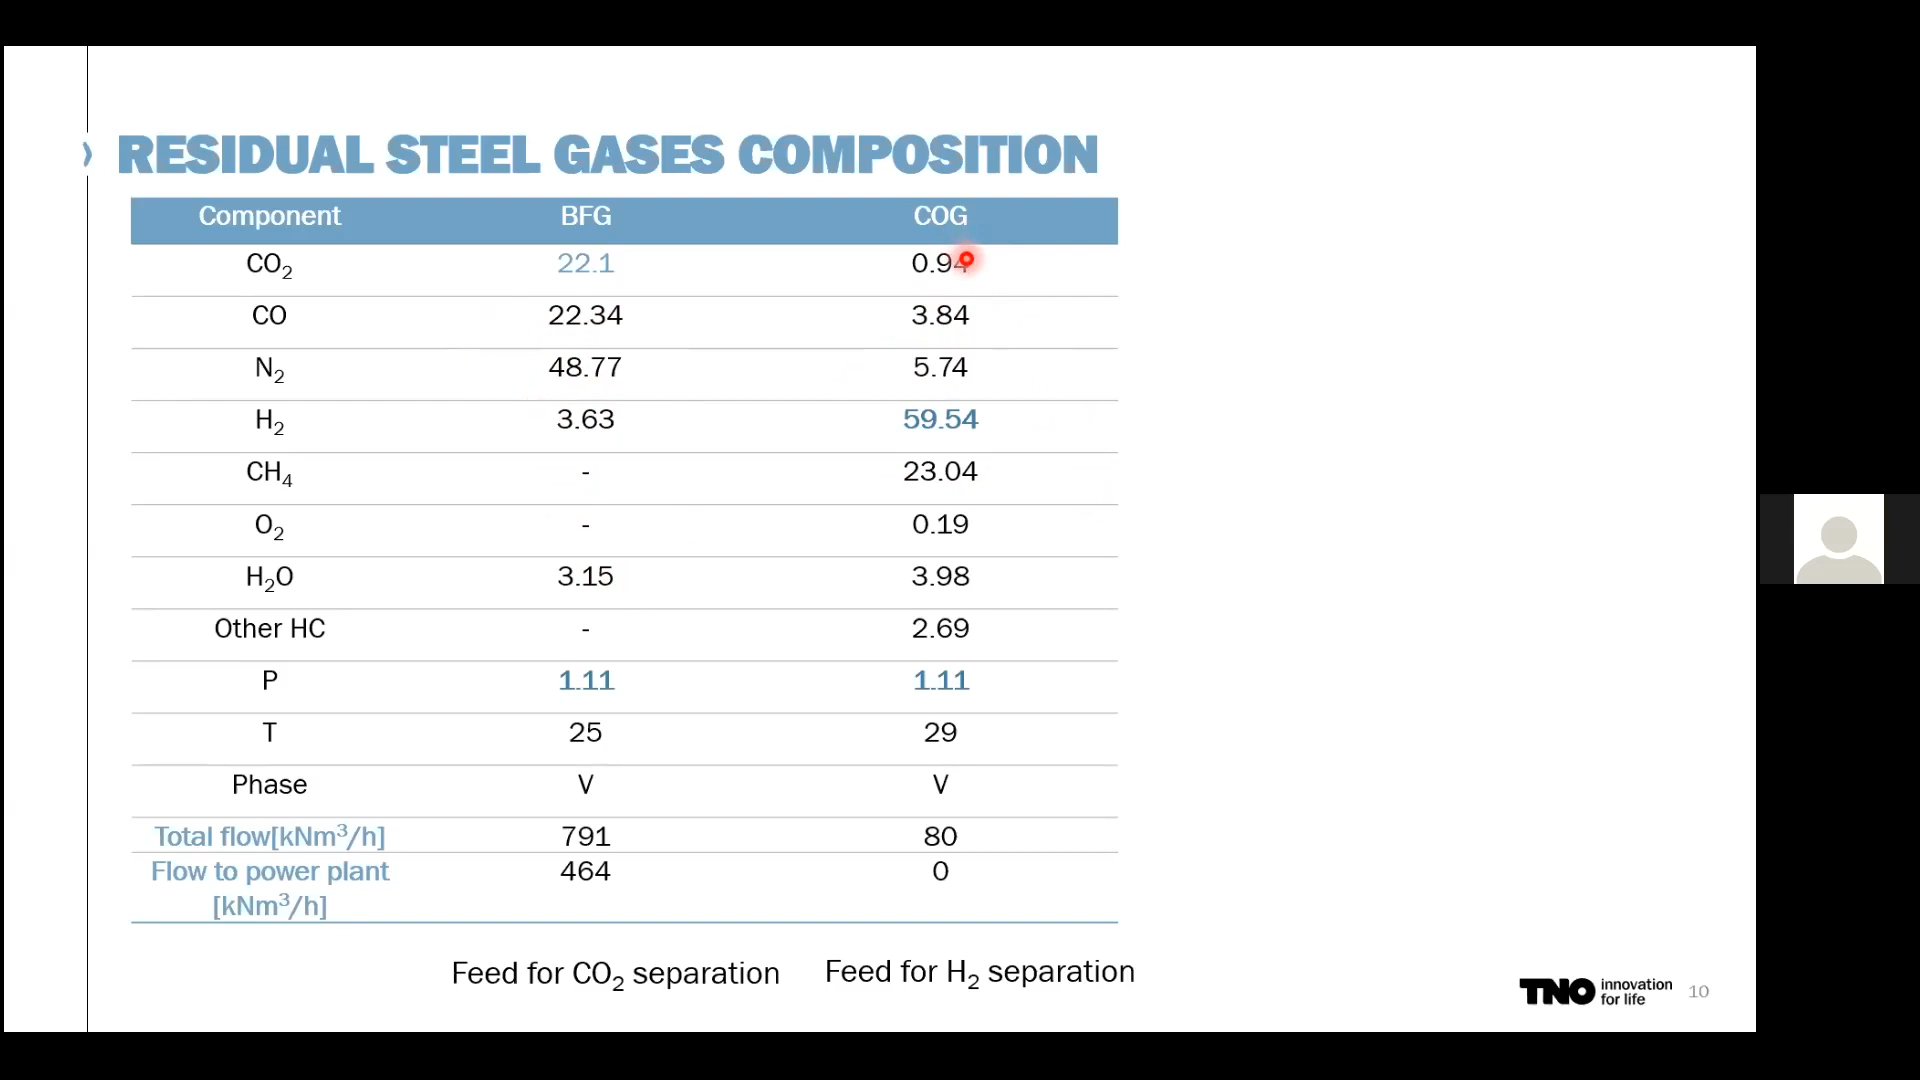 RESIDUAL STEEL GASES COMPOSITION
Component BFG COG
CO₂ 22.1 0.94
CO 22.34 3.84
N₂ 48.77 5.74
H₂ 3.63 59.54
CH₄ - 23.04
O₂ - 0.19
H₂O 3.15 3.98
Other HC - 2.69
P 1.11 1.11
T 25 29
Phase V V
Total flow[kNm³/h] 791 80
Flow to power plant 464 0
[kNm³/h]
Feed for CO₂ separation Feed for H₂ separation
TNO innovation
for life
10